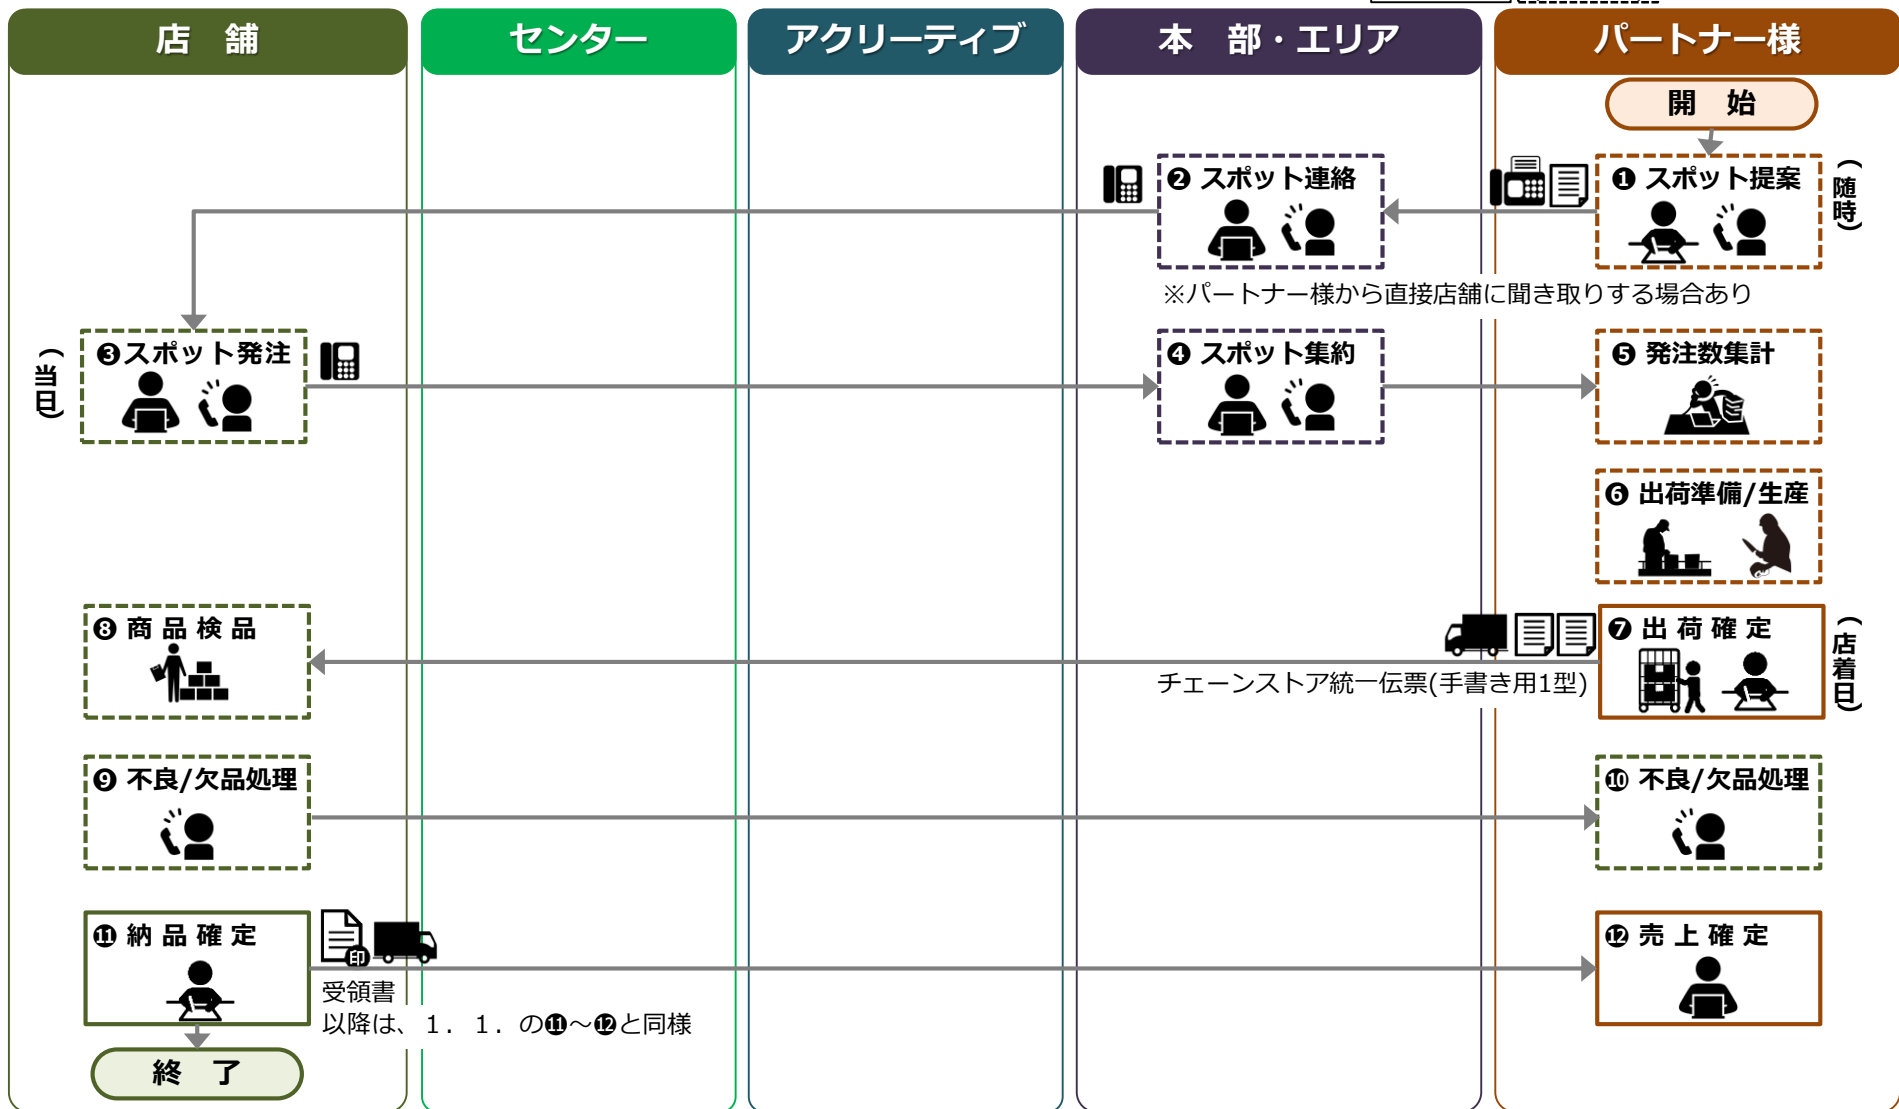 店 舗
センター
アクリーティブ
本 部・エリア
パートナー様
開 始
❷ スポット連絡
❶ スポット提案
(随時)
※パートナー様から直接店舗に聞き取りする場合あり
(当日)
❸スポット発注
❹ スポット集約
❺ 発注数集計
❻ 出荷準備/生産
❽ 商 品 検 品
❼ 出 荷 確 定
(店着日)
チェーンストア統一伝票(手書き用1型)
❾ 不良/欠品処理
❿ 不良/欠品処理
⓫ 納 品 確 定
印
⓬ 売 上 確 定
受領書
以降は、1．1．の⓫～⓬と同様
終 了